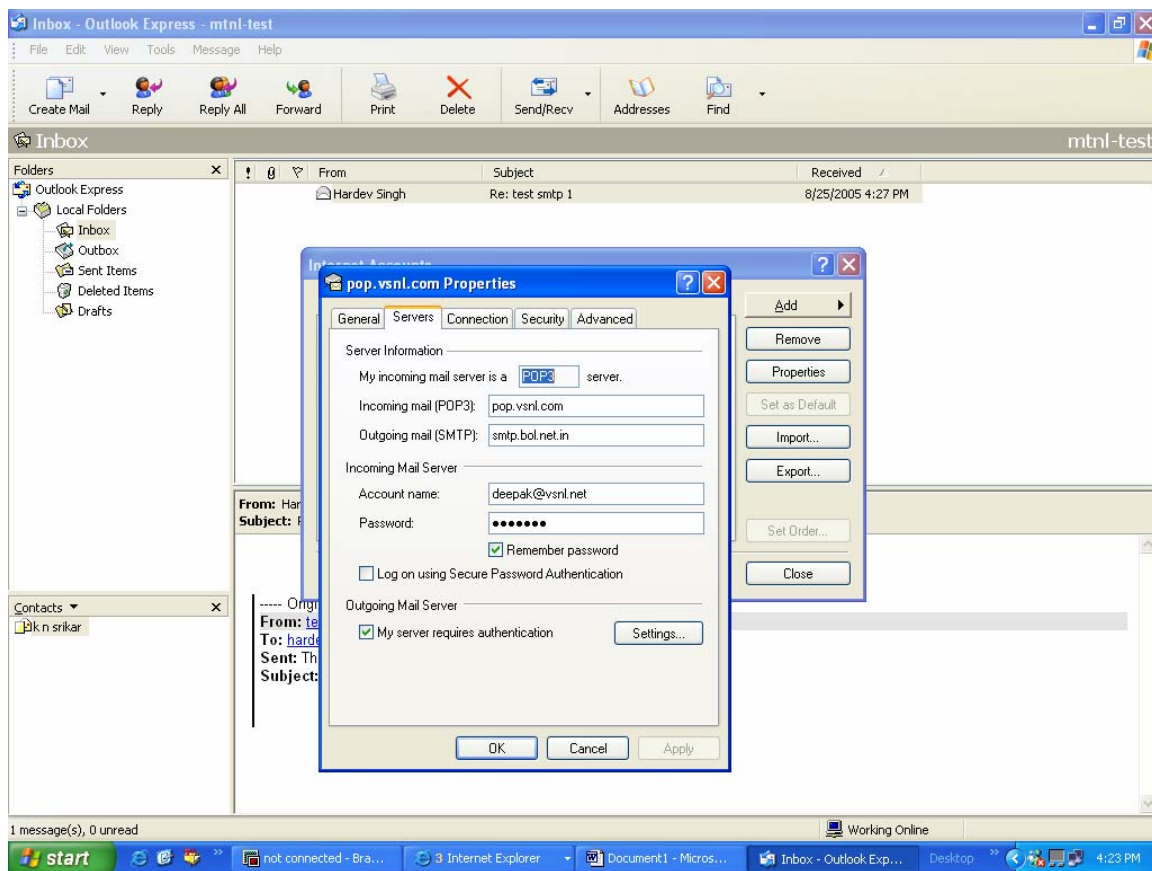 Inbox - Outlook Express - mtnl-test
File Edit View Tools Message Help
Create Mail Reply Reply All Forward Print Delete Send/Recv Addresses Find
Inbox mtnl-test
Folders
! From Subject Received
Outlook Express
Hardev Singh Re: test smtp 1 8/25/2005 4:27 PM
Local Folders
Inbox
Outbox
Sent Items
Deleted Items
Drafts
Internet Accounts
pop.vsnl.com Properties
General Servers Connection Security Advanced
Server Information
My incoming mail server is a POP3 server.
Incoming mail (POP3): pop.vsnl.com
Outgoing mail (SMTP): smtp.bol.net.in
Incoming Mail Server
Account name: deepak@vsnl.net
Password: •••••••
Remember password
Log on using Secure Password Authentication
Outgoing Mail Server
My server requires authentication Settings...
OK Cancel Apply
Add
Remove
Properties
Set as Default
Import...
Export...
Set Order...
Close
From: Har
Subject:
----- Orig
From: te
To: harde
Sent: Th
Subject:
Contacts
k n srikar
1 message(s), 0 unread Working Online
start not connected - Bra... 3 Internet Explorer Document1 - Micros... Inbox - Outlook Exp... Desktop 4:23 PM